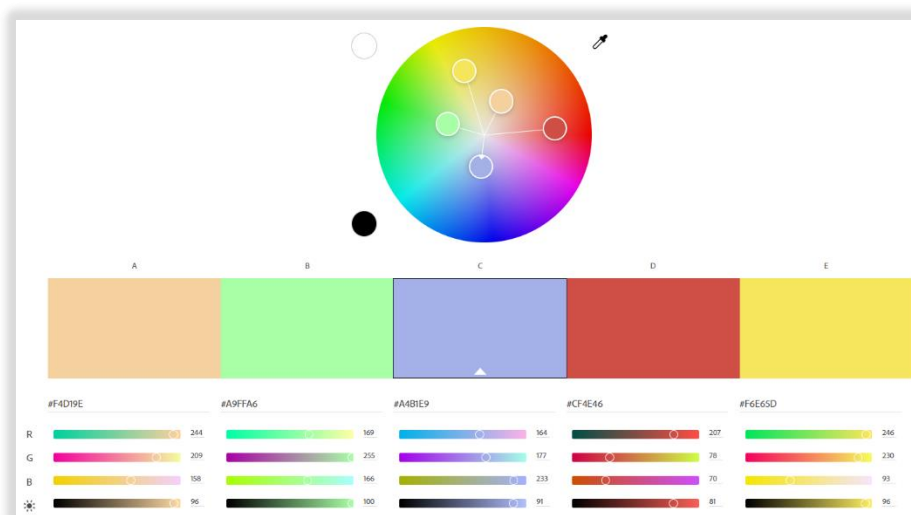 A B C D E
#F4D19E #A9FFA6 #A4B1E9 #CF4E46 #F6E65D
R 244 169 164 207 246
G 209 255 177 78 230
B 158 166 233 70 93
96 100 91 81 96